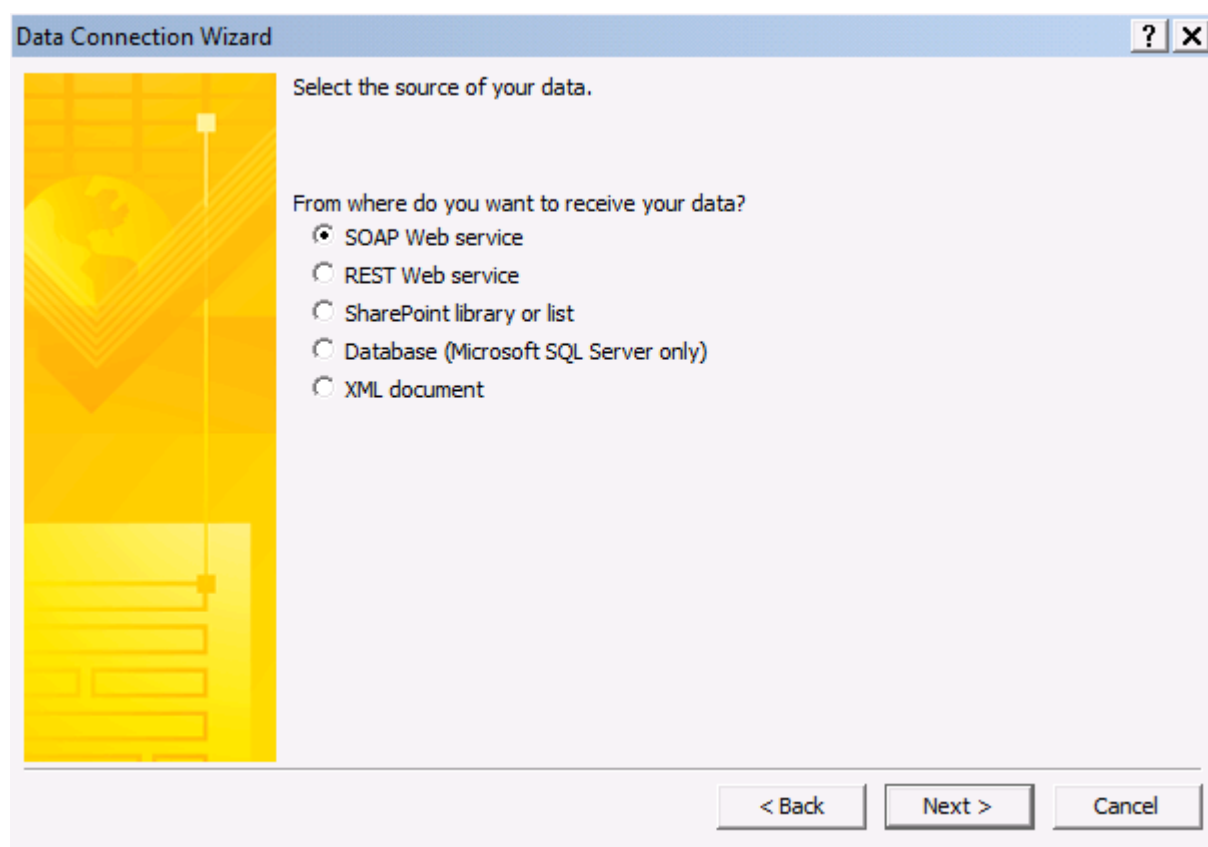 Data Connection Wizard
?
Select the source of your data.
From where do you want to receive your data?
SOAP Web service
REST Web service
SharePoint library or list
Database (Microsoft SQL Server only)
XML document
< Back
Next >
Cancel